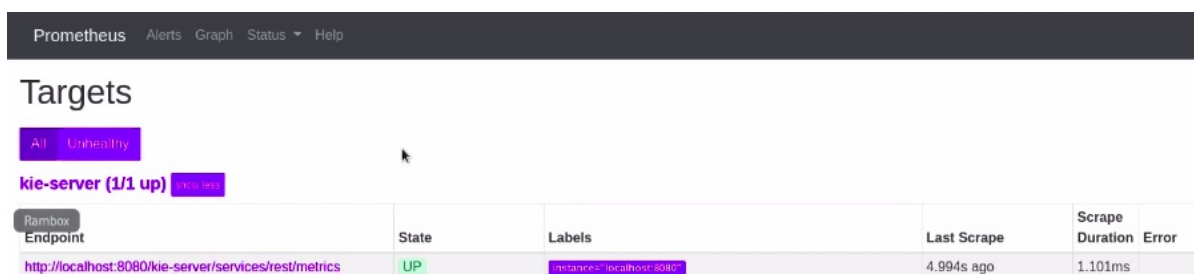 Prometheus Alerts Graph Status Help
Targets
All Unhealthy
kie-server (1/1 up) show less
Rambox
Endpoint State Labels Last Scrape Scrape Duration Error
http://localhost:8080/kie-server/services/rest/metrics UP instance="localhost:8080" 4.994s ago 1.101ms